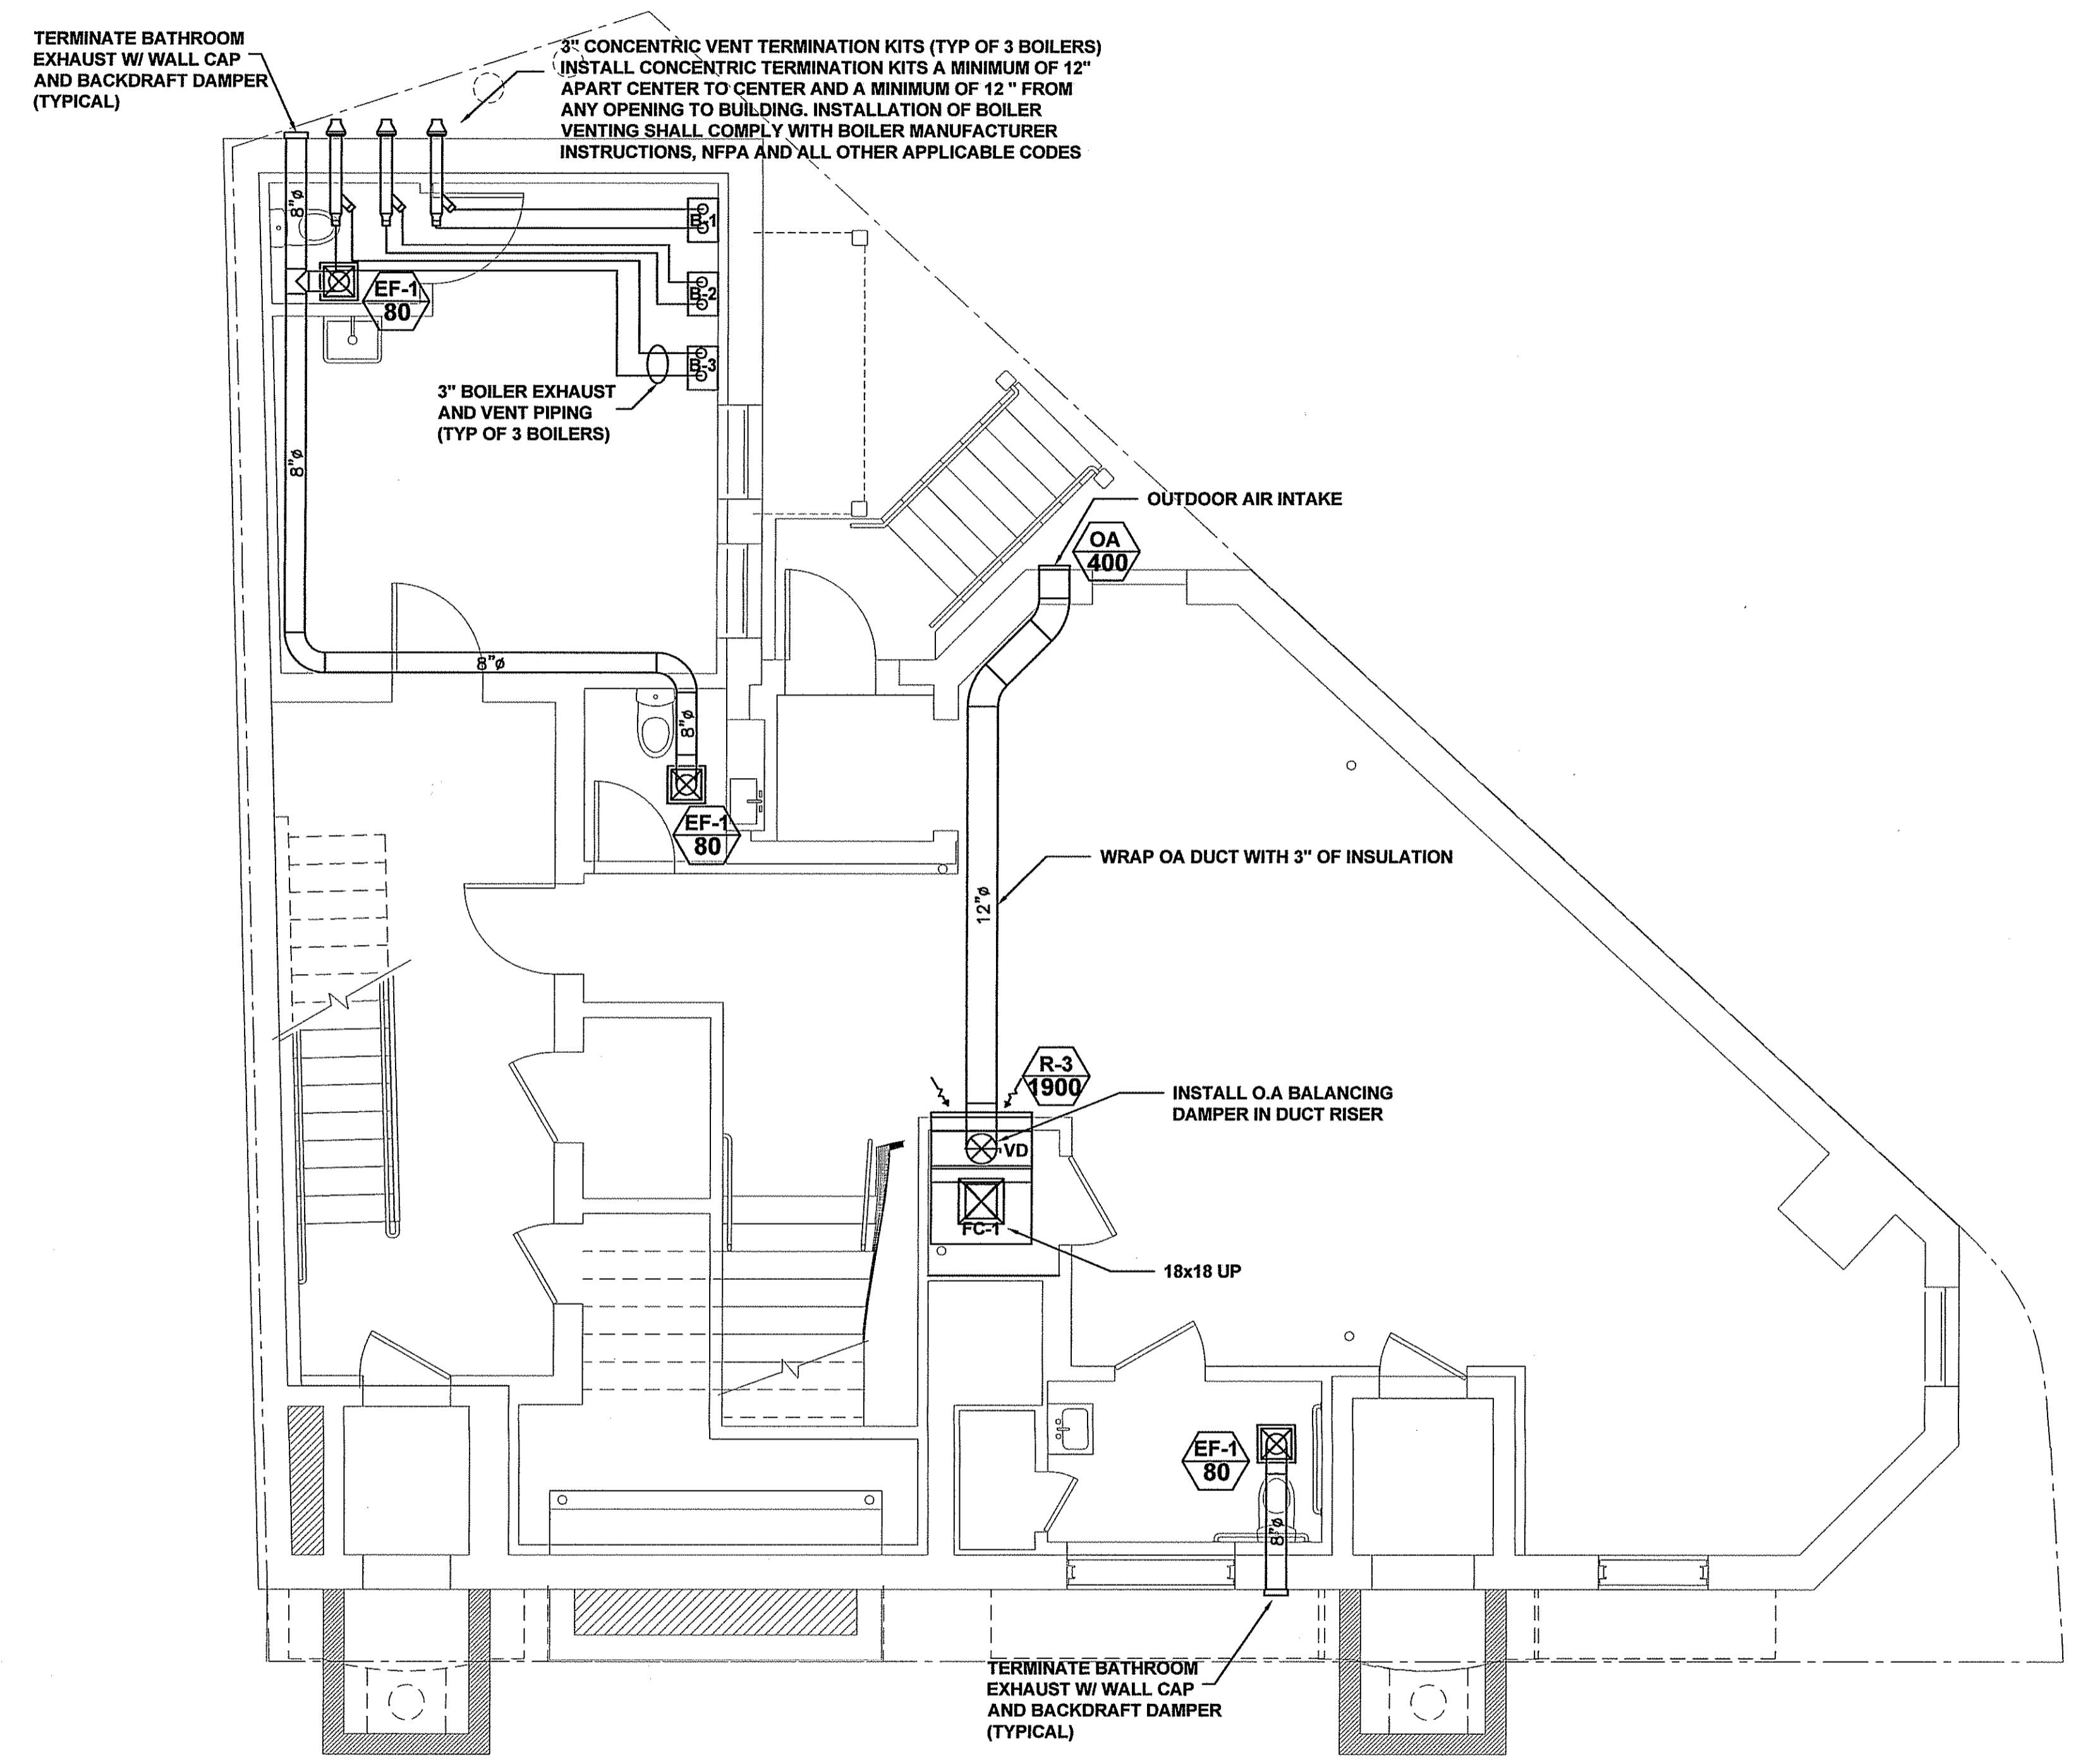 TERMINATE BATHROOM
EXHAUST W/ WALL CAP
AND BACKDRAFT DAMPER
(TYPICAL)
3" CONCENTRIC VENT TERMINATION KITS (TYP OF 3 BOILERS)
INSTALL CONCENTRIC TERMINATION KITS A MINIMUM OF 12"
APART CENTER TO CENTER AND A MINIMUM OF 12 " FROM
ANY OPENING TO BUILDING. INSTALLATION OF BOILER
VENTING SHALL COMPLY WITH BOILER MANUFACTURER
INSTRUCTIONS, NFPA AND ALL OTHER APPLICABLE CODES
8"ø
B-1
B-2
B-3
EF-1
80
3" BOILER EXHAUST
AND VENT PIPING
(TYP OF 3 BOILERS)
8"ø
OUTDOOR AIR INTAKE
OA
400
8"ø
8"ø
EF-1
80
WRAP OA DUCT WITH 3" OF INSULATION
12"ø
R-3
1900
INSTALL O.A BALANCING
DAMPER IN DUCT RISER
VD
FC-1
18x18 UP
EF-1
80
8"ø
TERMINATE BATHROOM
EXHAUST W/ WALL CAP
AND BACKDRAFT DAMPER
(TYPICAL)